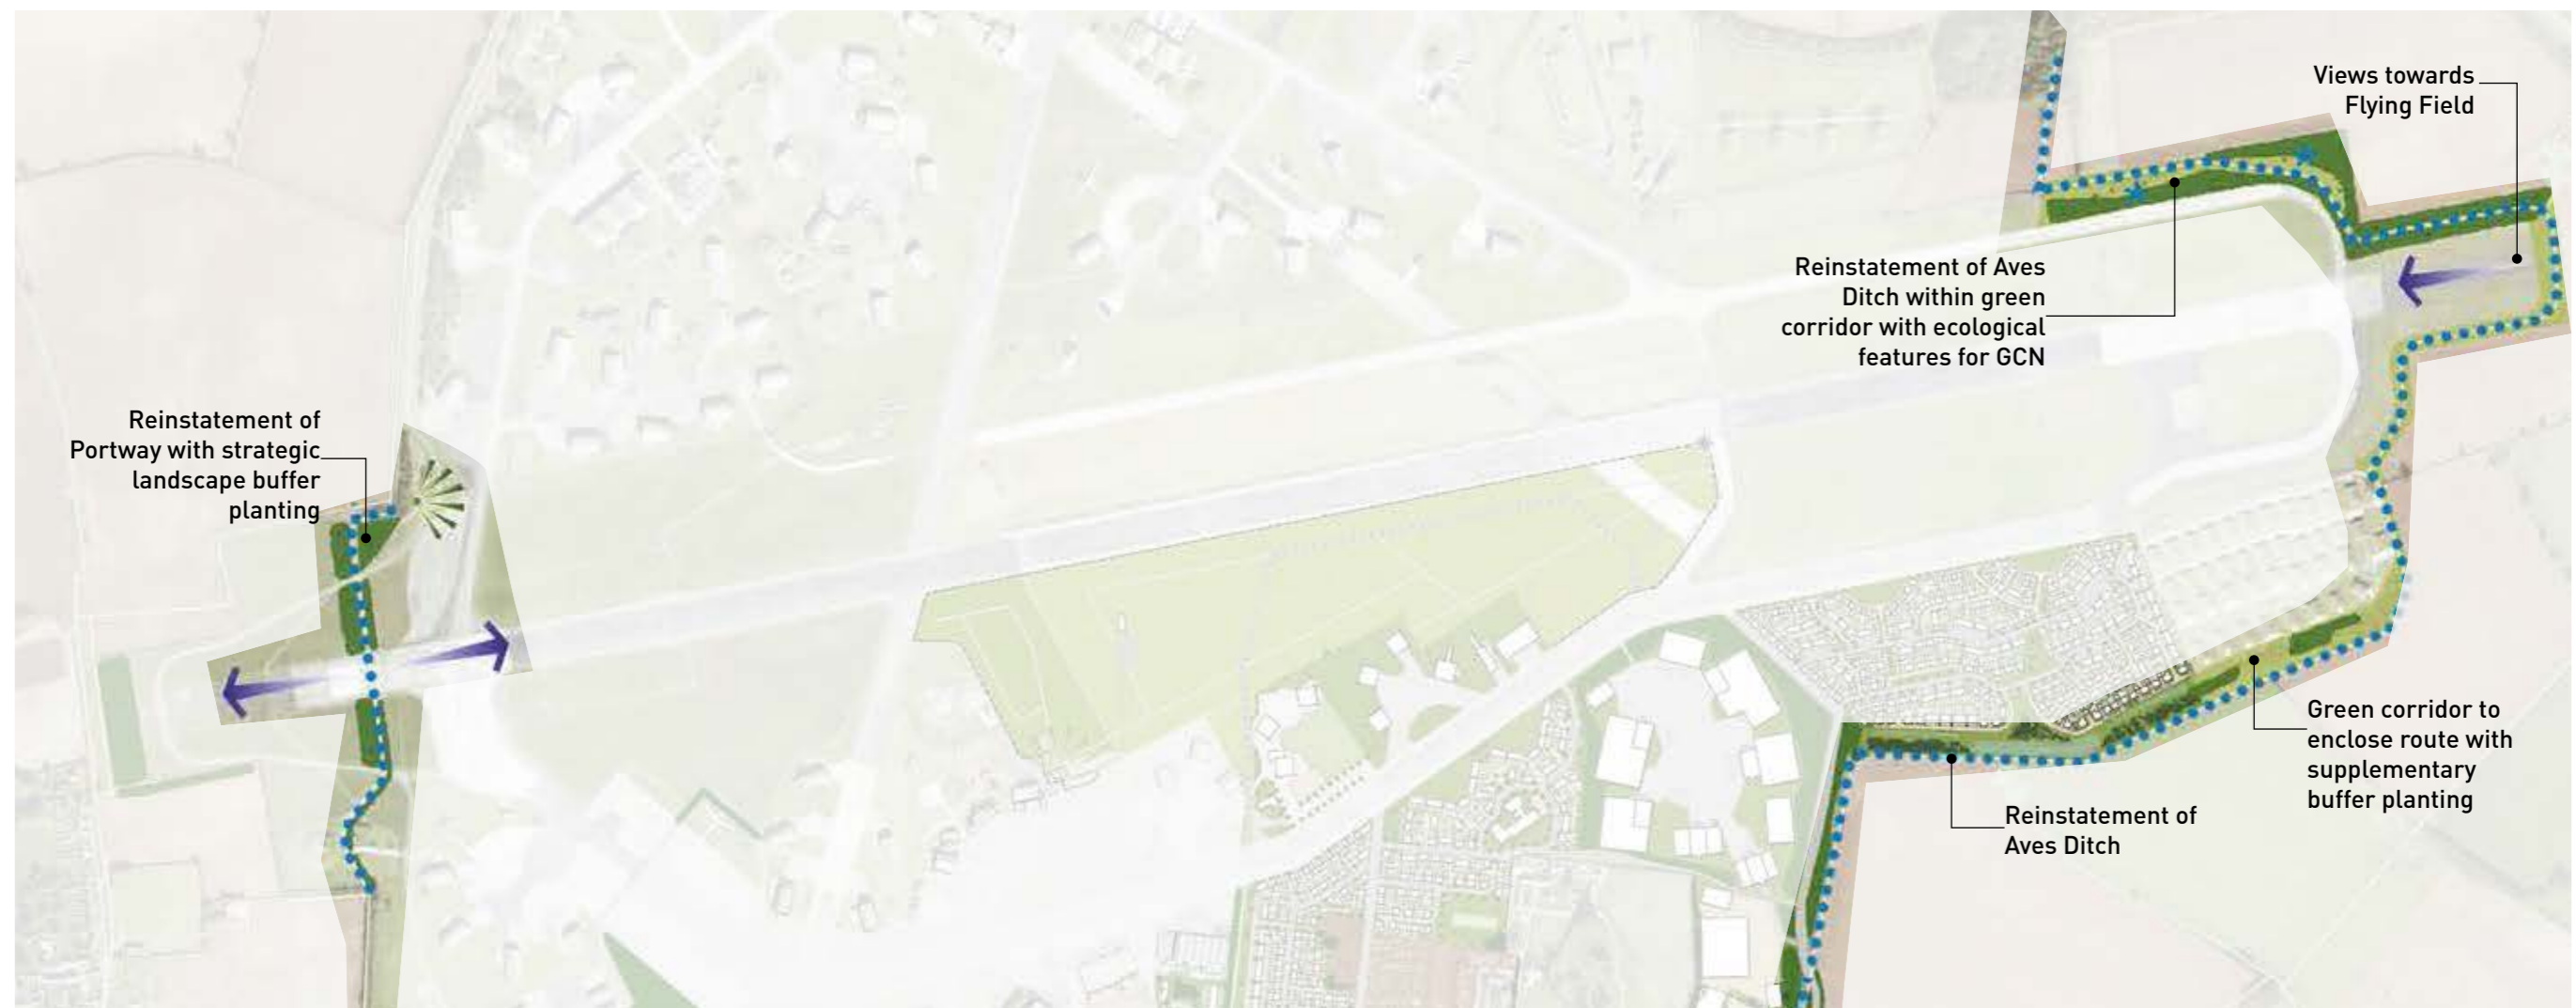 Views towards
Flying Field
Reinstatement of Aves
Ditch within green
corridor with ecological
features for GCN
Reinstatement of
Portway with strategic
landscape buffer
planting
Green corridor to
enclose route with
supplementary
buffer planting
Reinstatement of
Aves Ditch